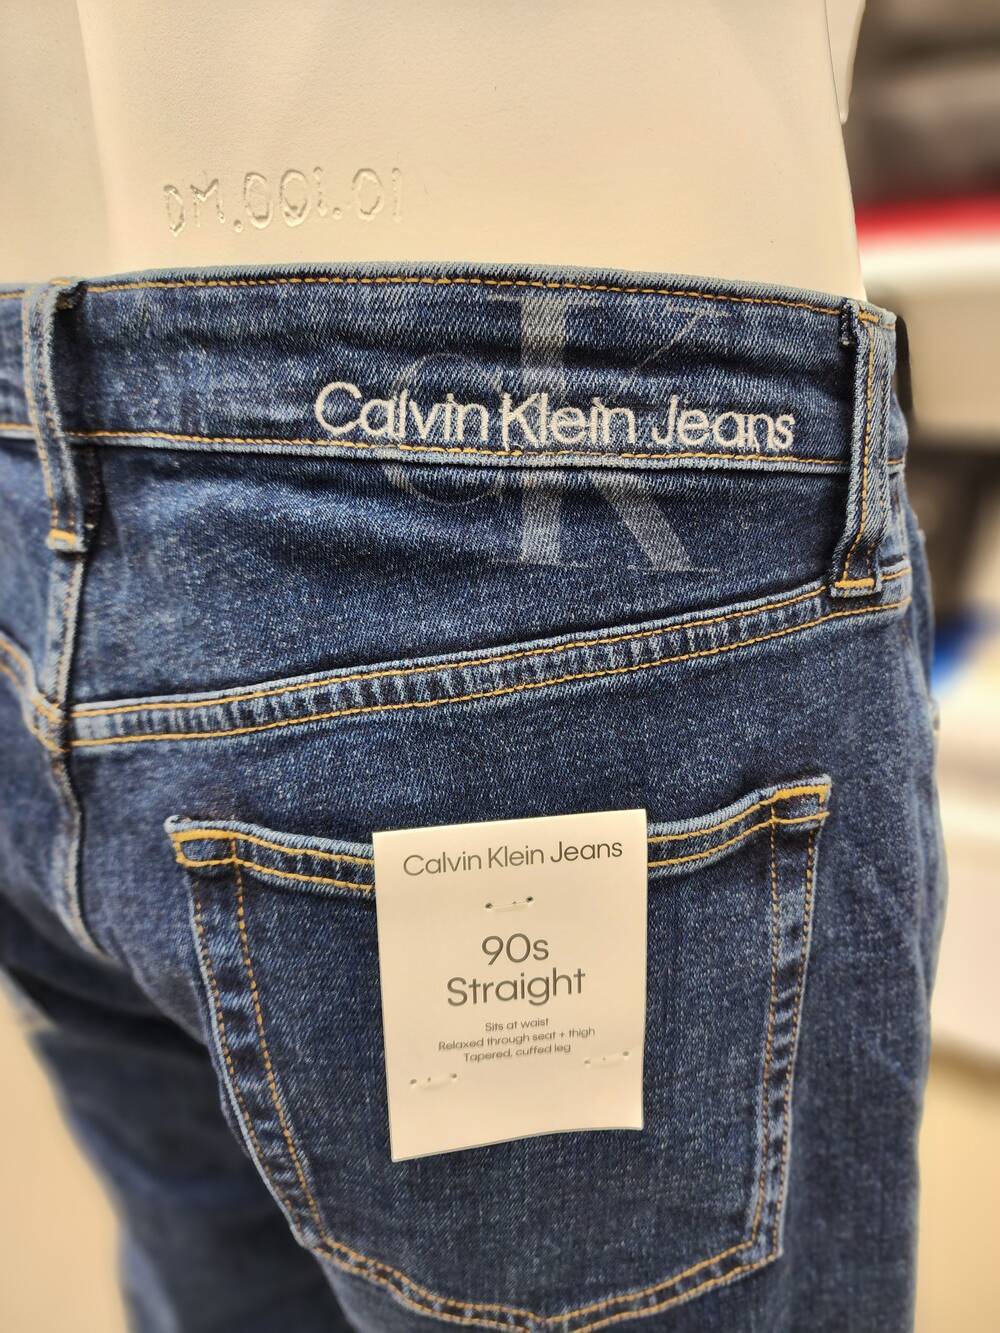 DM.001.01
cK
Calvin Klein Jeans
Calvin Klein Jeans
90s
Straight
Sits at waist
Relaxed through seat + thigh
Tapered, cuffed leg